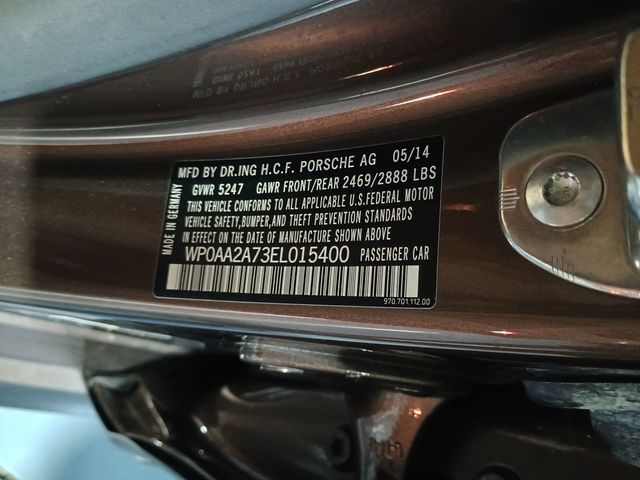 MFD BY DR.ING H.C.F. PORSCHE AG 05/14
GVWR 5247 GAWR FRONT/REAR 2469/2888 LBS
THIS VEHICLE CONFORMS TO ALL APPLICABLE U.S.FEDERAL MOTOR
VEHICLE SAFETY,BUMPER,AND THEFT PREVENTION STANDARDS
IN EFFECT ON THE DATE OF MANUFACTURE SHOWN ABOVE.
WP0AA2A73EL015400 PASSENGER CAR
970.701.112.00
MADE IN GERMANY